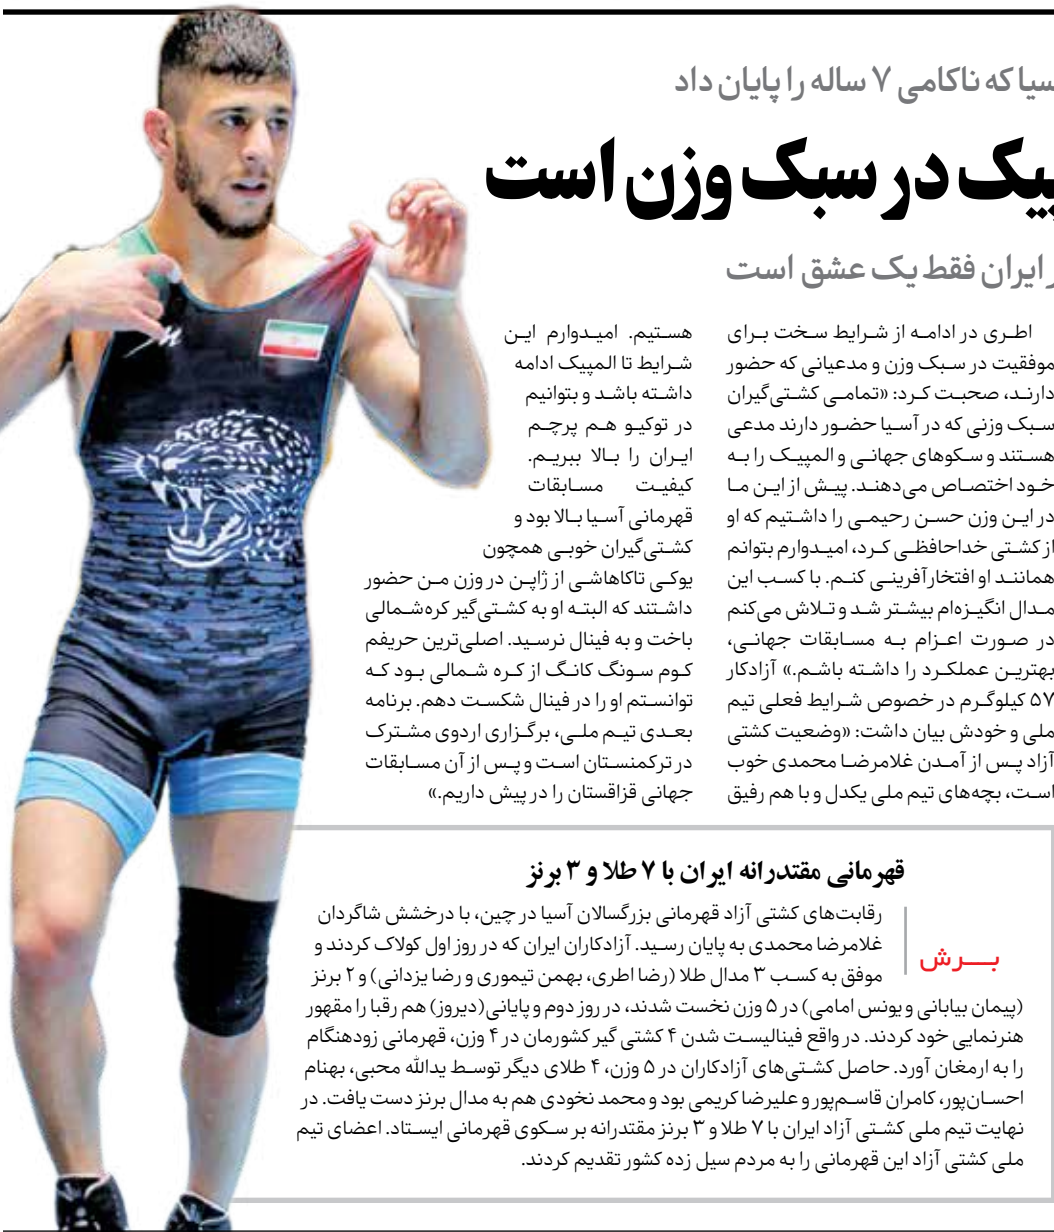 سیا که ناکامی ۷ ساله را پایان داد
پیک در سبک وزن است
ر ایران فقط یک عشق است
اطری در ادامه از شرایط سخت برای
موفقیت در سبک وزن و مدعیانی که حضور
دارند، صحبت کرد: «تمامی کشتی‌گیران
سبک وزنی که در آسیا حضور دارند مدعی
هستند و سکوهای جهانی و المپیک را به
خود اختصاص می‌دهند. پیش از این ما
در این وزن حسن رحیمی را داشتیم که او
از کشتی خداحافظی کرد، امیدوارم بتوانم
همانند او افتخارآفرینی کنم. با کسب این
مدال انگیزه‌ام بیشتر شد و تلاش می‌کنم
در صورت اعزام به مسابقات جهانی،
بهترین عملکرد را داشته باشم.» آزادکار
۵۷ کیلوگرم در خصوص شرایط فعلی تیم
ملی و خودش بیان داشت: «وضعیت کشتی
آزاد پس از آمدن غلامرضا محمدی خوب
است، بچه‌های تیم ملی یکدل و با هم رفیق
هستیم. امیدوارم این
شرایط تا المپیک ادامه
داشته باشد و بتوانیم
در توکیو هم پرچم
ایران را بالا ببریم.
کیفیت مسابقات
قهرمانی آسیا بالا بود و
کشتی‌گیران خوبی همچون
یوکی تاکاهاشی از ژاپن در وزن من حضور
داشتند که البته او به کشتی‌گیر کره‌شمالی
باخت و به فینال نرسید. اصلی‌ترین حریفم
کوم سونگ کانگ از کره شمالی بود که
توانستم او را در فینال شکست دهم. برنامه
بعدی تیم ملی، برگزاری اردوی مشترک
در ترکمنستان است و پس از آن مسابقات
جهانی قزاقستان را در پیش داریم.»
قهرمانی مقتدرانه ایران با ۷ طلا و ۳ برنز
برش
رقابت‌های کشتی آزاد قهرمانی بزرگسالان آسیا در چین، با درخشش شاگردان
غلامرضا محمدی به پایان رسید. آزادکاران ایران که در روز اول کولاک کردند و
موفق به کسب ۳ مدال طلا (رضا اطری، بهمن تیموری و رضا یزدانی) و ۲ برنز
(پیمان بیابانی و یونس امامی) در ۵ وزن نخست شدند، در روز دوم و پایانی(دیروز) هم رقبا را مقهور
هنرنمایی خود کردند. در واقع فینالیست شدن ۴ کشتی گیر کشورمان در ۴ وزن، قهرمانی زودهنگام
را به ارمغان آورد. حاصل کشتی‌های آزادکاران در ۵ وزن، ۴ طلای دیگر توسط یدالله محبی، بهنام
احسان‌پور، کامران قاسم‌پور و علیرضا کریمی بود و محمد نخودی هم به مدال برنز دست یافت. در
نهایت تیم ملی کشتی آزاد ایران با ۷ طلا و ۳ برنز مقتدرانه بر سکوی قهرمانی ایستاد. اعضای تیم
ملی کشتی آزاد این قهرمانی را به مردم سیل زده کشور تقدیم کردند.